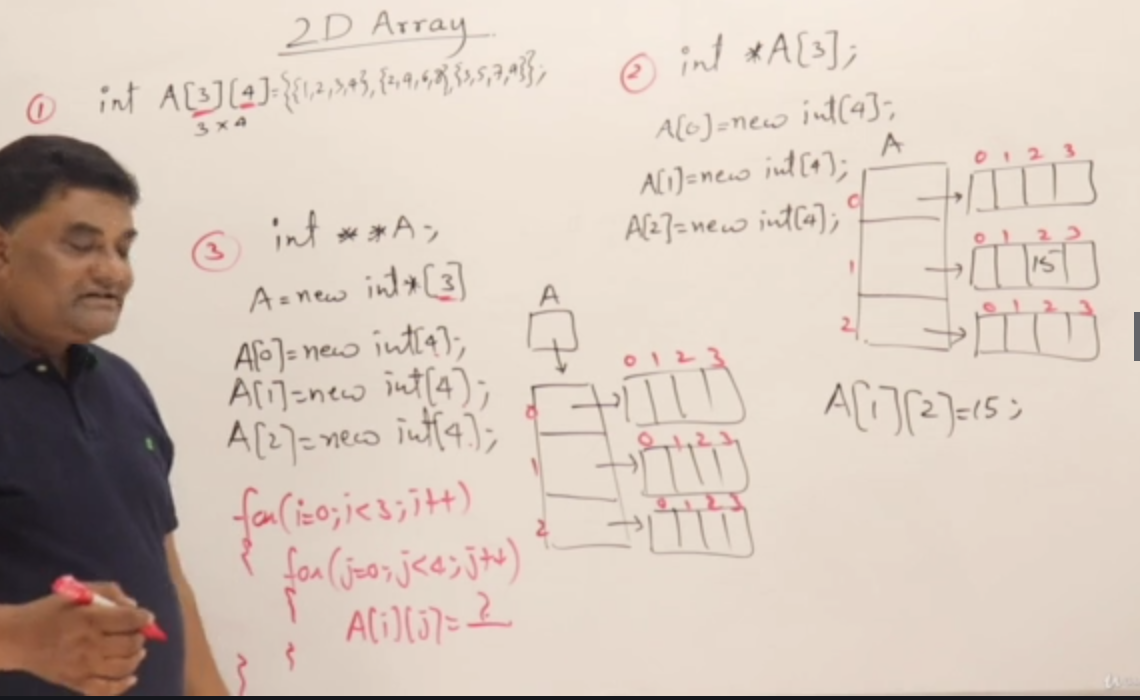 2D Array
① int A[3][4]={{1,2,3,4},{2,4,6,8},{3,5,7,9}};
3×4
② int *A[3];
A[0]=new int[4];
A[1]=new int[4];
A[2]=new int[4];
A
0
1
2
0 1 2 3
0 1 2 3
15
0 1 2 3
A[1][2]=15;
③ int **A;
A=new int*[3]
A[0]=new int[4];
A[1]=new int[4];
A[2]=new int[4];
A
0
1
2
0 1 2 3
0 1 2 3
0 1 2 3
for(i=0;i<3;i++)
{ for(j=0;j<4;j++)
{
A[i][j]=?
}
}